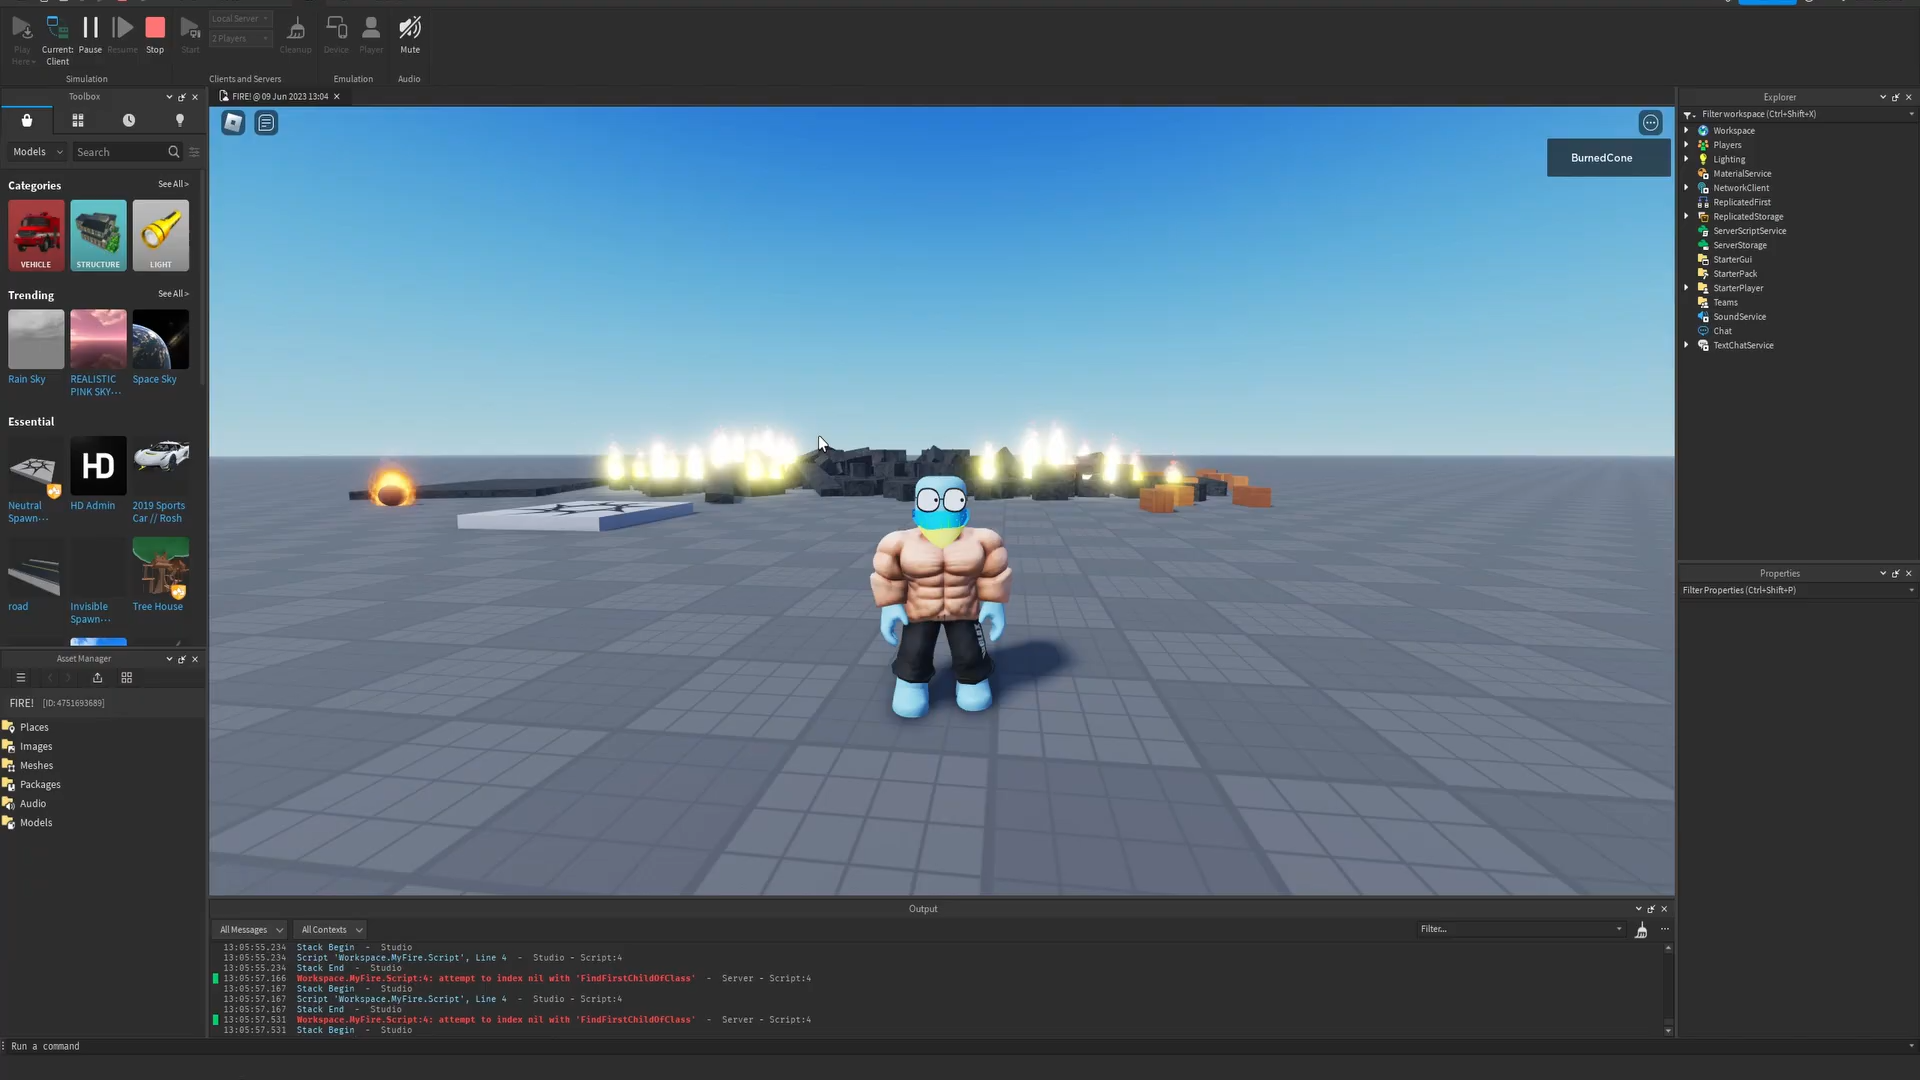 Play
Here
Current:
Client
Pause
Resume
Stop
Start
Local Server
2 Players
Cleanup
Device
Player
Mute
Simulation
Clients and Servers
Emulation
Audio
Toolbox
FIRE! @ 09 Jun 2023 13:04
Explorer
Filter workspace (Ctrl+Shift+X)
Models
Search
BurnedCone
Workspace
Players
Lighting
MaterialService
NetworkClient
ReplicatedFirst
ReplicatedStorage
ServerScriptService
ServerStorage
StarterGui
StarterPack
StarterPlayer
Teams
SoundService
Chat
TextChatService
Categories
See All>
VEHICLE
STRUCTURE
LIGHT
Trending
See All>
Rain Sky
REALISTIC
PINK SKY...
Space Sky
Essential
HD
Neutral
Spawn...
HD Admin
2019 Sports
Car // Rosh
road
Invisible
Spawn...
Tree House
Properties
Filter Properties (Ctrl+Shift+P)
Asset Manager
FIRE! [ID: 4751693689]
Places
Images
Meshes
Packages
Audio
Models
Output
All Messages
All Contexts
Filter...
13:05:55.234 Stack Begin - Studio
13:05:55.234 Script 'Workspace.MyFire.Script', Line 4 - Studio - Script:4
13:05:55.234 Stack End - Studio
13:05:57.166 Workspace.MyFire.Script:4: attempt to index nil with 'FindFirstChildOfClass' - Server - Script:4
13:05:57.167 Stack Begin - Studio
13:05:57.167 Script 'Workspace.MyFire.Script', Line 4 - Studio - Script:4
13:05:57.167 Stack End - Studio
13:05:57.531 Workspace.MyFire.Script:4: attempt to index nil with 'FindFirstChildOfClass' - Server - Script:4
13:05:57.531 Stack Begin - Studio
Run a command